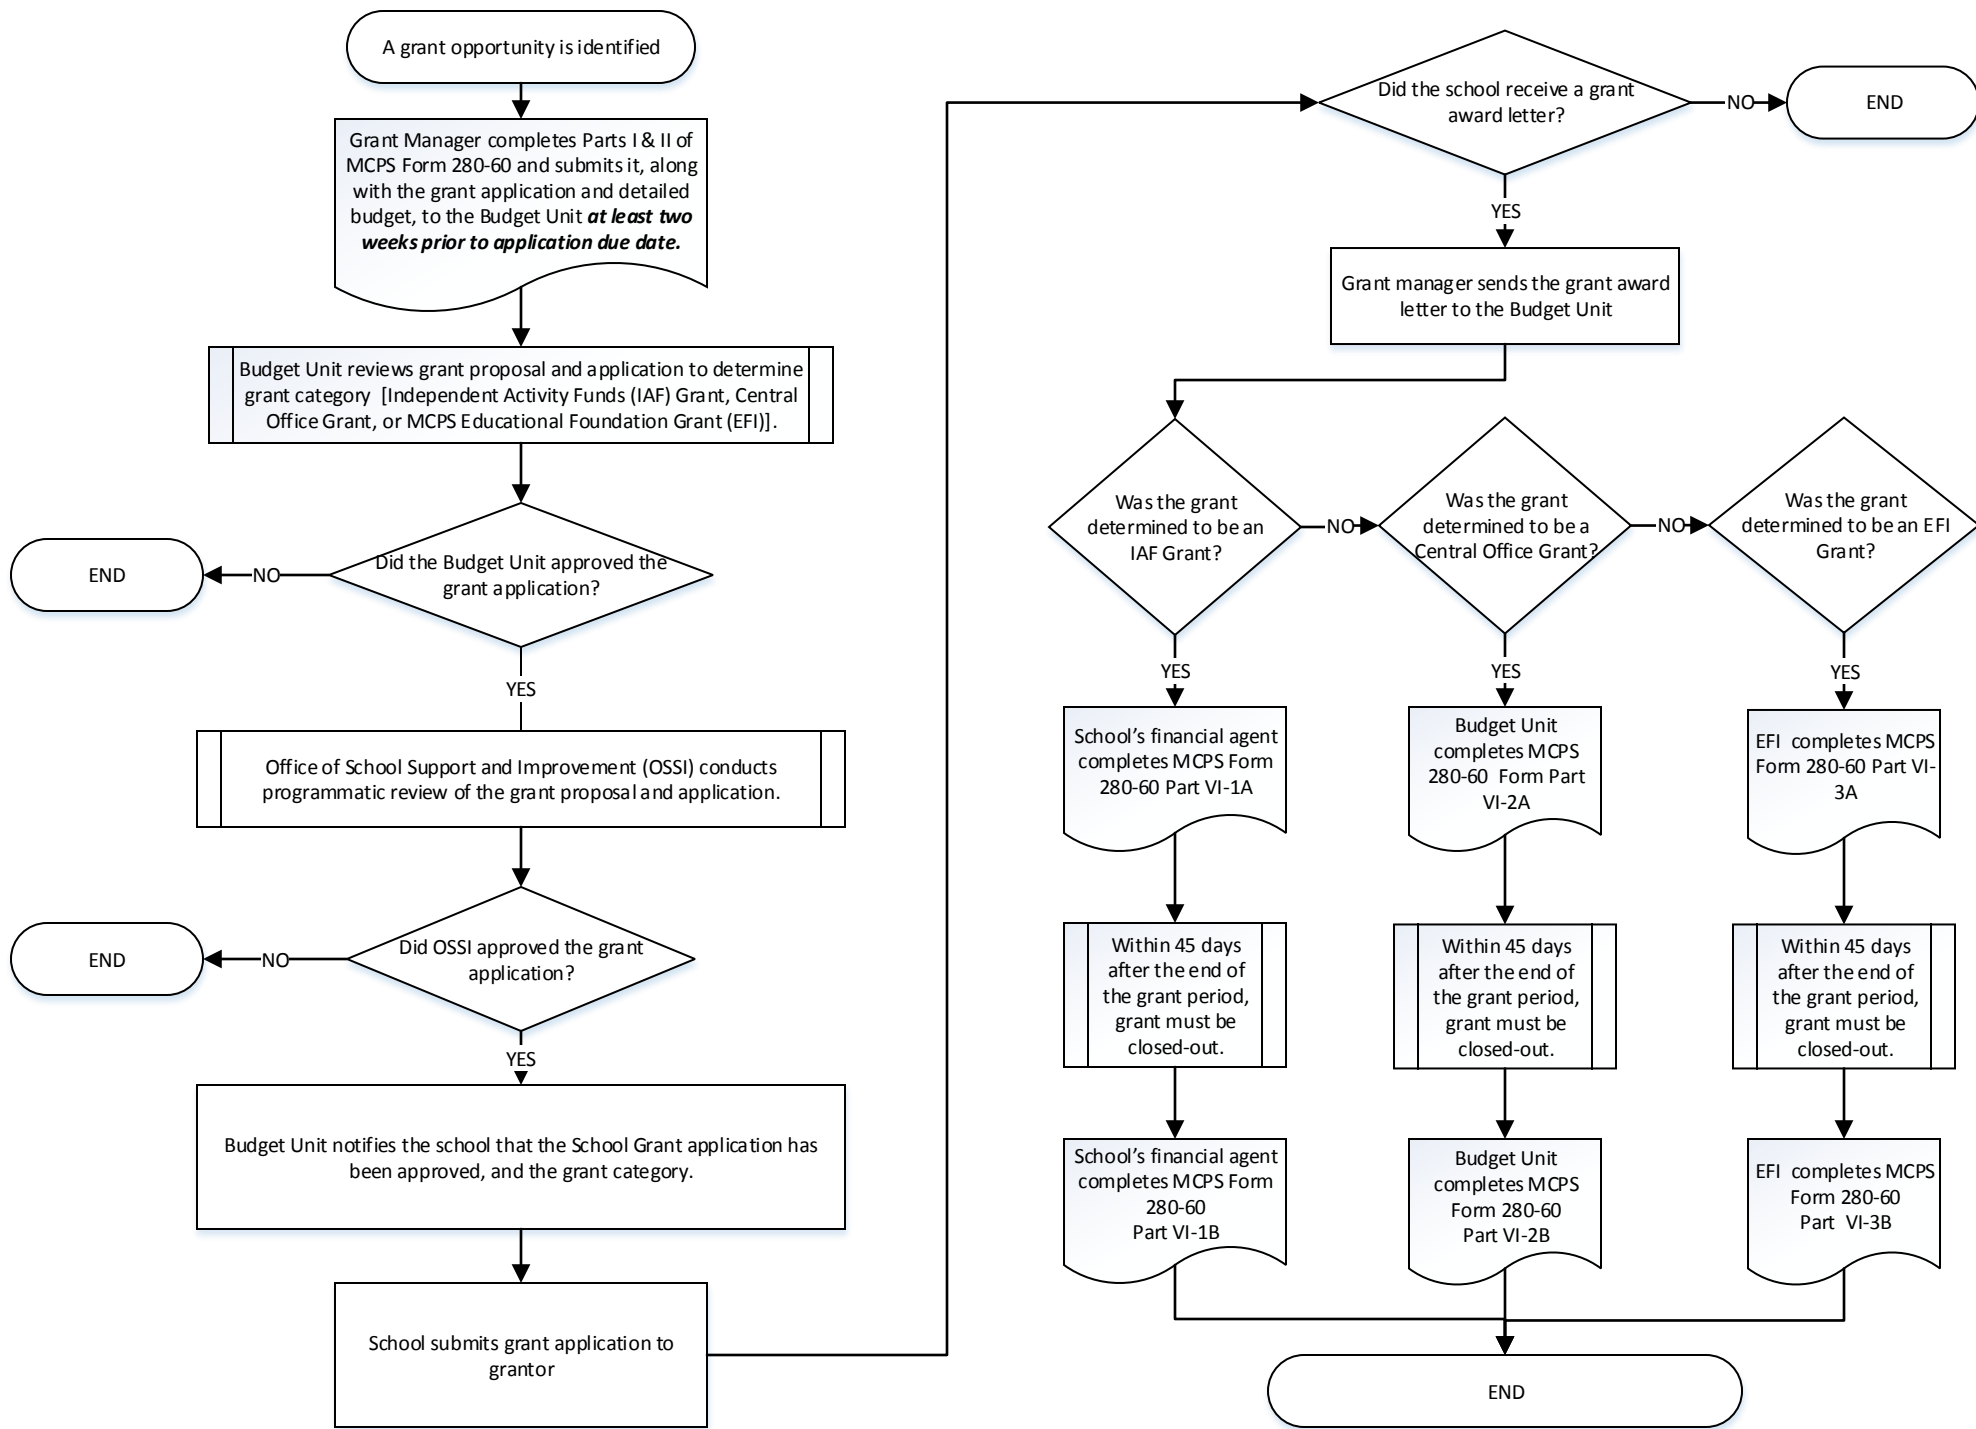 A grant opportunity is identified
Grant Manager completes Parts I & II of
MCPS Form 280-60 and submits it, along
with the grant application and detailed
budget, to the Budget Unit at least two
weeks prior to application due date.
Budget Unit reviews grant proposal and application to determine
grant category [Independent Activity Funds (IAF) Grant, Central
Office Grant, or MCPS Educational Foundation Grant (EFI)].
Did the Budget Unit approved the
grant application?
NO
END
YES
Office of School Support and Improvement (OSSI) conducts
programmatic review of the grant proposal and application.
Did OSSI approved the grant
application?
NO
END
YES
Budget Unit notifies the school that the School Grant application has
been approved, and the grant category.
School submits grant application to
grantor
Did the school receive a grant
award letter?
NO
END
YES
Grant manager sends the grant award
letter to the Budget Unit
Was the grant
determined to be an
IAF Grant?
NO
Was the grant
determined to be a
Central Office Grant?
NO
Was the grant
determined to be an EFI
Grant?
YES
YES
YES
School's financial agent
completes MCPS Form
280-60 Part VI-1A
Budget Unit
completes MCPS
280-60 Form Part
VI-2A
EFI completes MCPS
Form 280-60 Part VI-
3A
Within 45 days
after the end of
the grant period,
grant must be
closed-out.
Within 45 days
after the end of
the grant period,
grant must be
closed-out.
Within 45 days
after the end of
the grant period,
grant must be
closed-out.
School's financial agent
completes MCPS Form
280-60
Part VI-1B
Budget Unit
completes MCPS
Form 280-60
Part VI-2B
EFI completes MCPS
Form 280-60
Part VI-3B
END